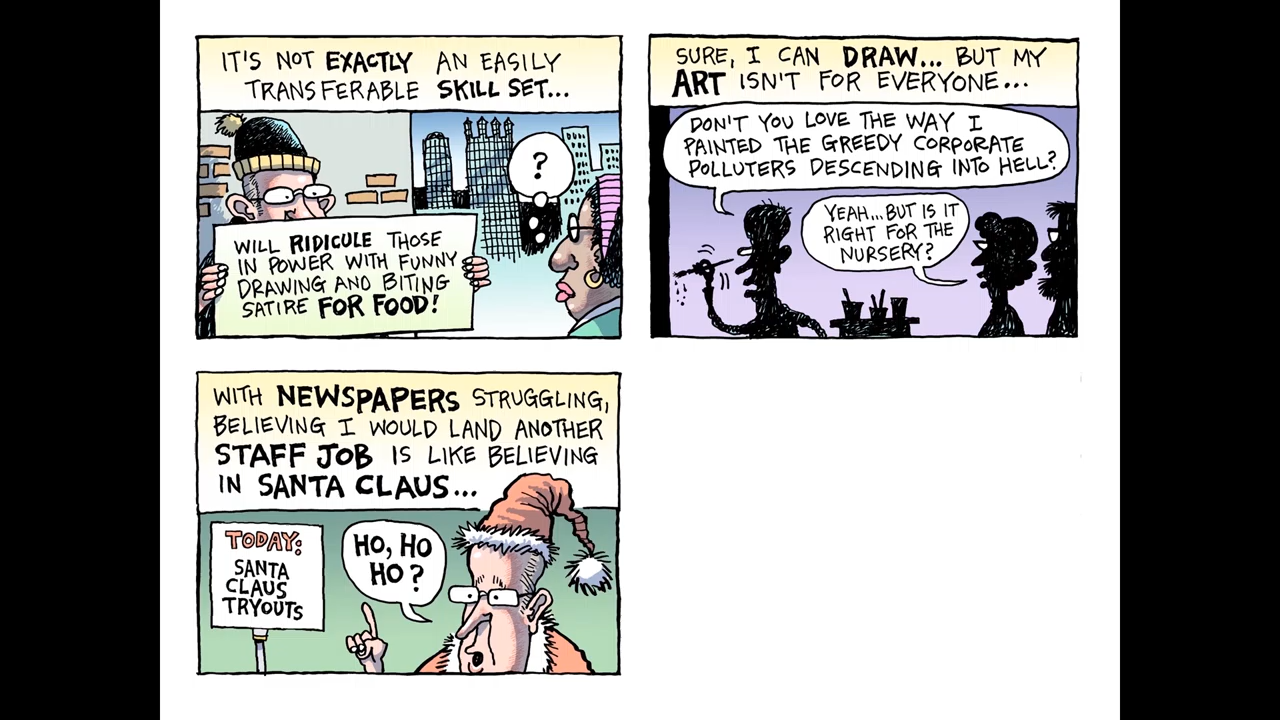 IT'S NOT EXACTLY AN EASILY
TRANSFERABLE SKILL SET...
?
WILL RIDICULE THOSE
IN POWER WITH FUNNY
DRAWING AND BITING
SATIRE FOR FOOD!
SURE, I CAN DRAW... BUT MY
ART ISN'T FOR EVERYONE...
DON'T YOU LOVE THE WAY I
PAINTED THE GREEDY CORPORATE
POLLUTERS DESCENDING INTO HELL?
YEAH...BUT IS IT
RIGHT FOR THE
NURSERY?
WITH NEWSPAPERS STRUGGLING,
BELIEVING I WOULD LAND ANOTHER
STAFF JOB IS LIKE BELIEVING
IN SANTA CLAUS...
TODAY:
SANTA
CLAUS
TRYOUTS
HO, HO
HO?